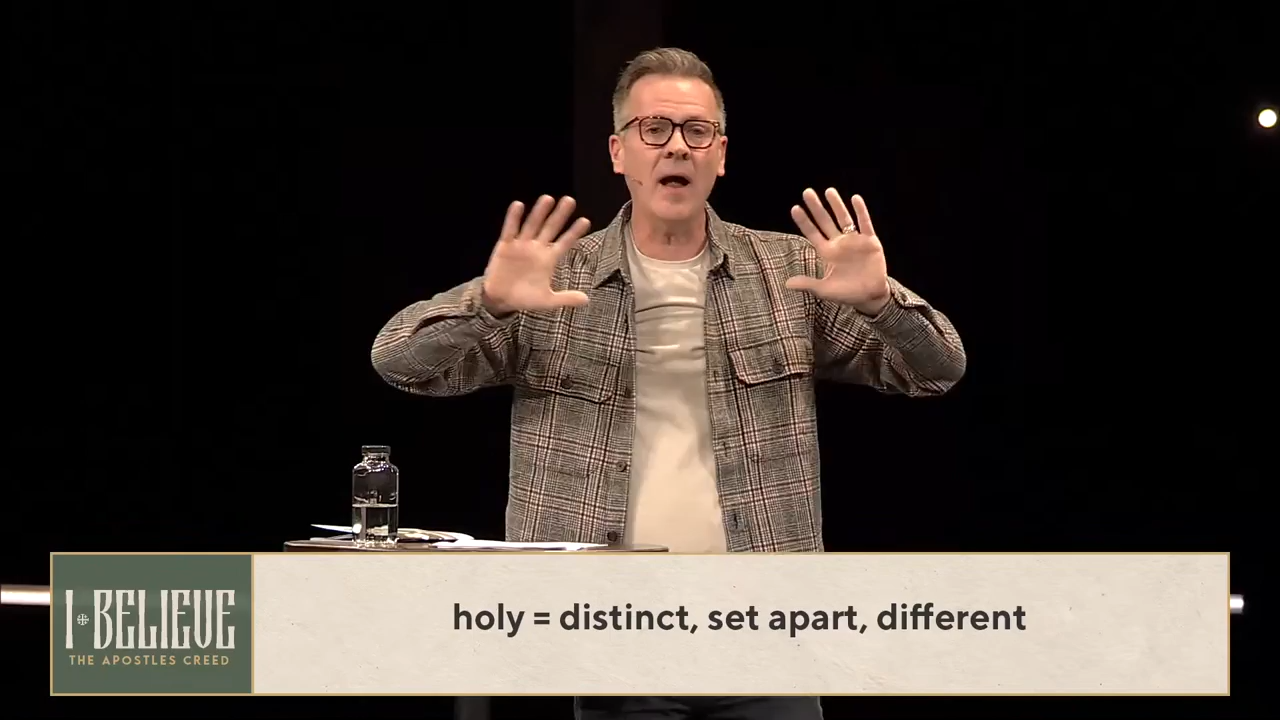 I BELIEVE
THE APOSTLES CREED
holy = distinct, set apart, different